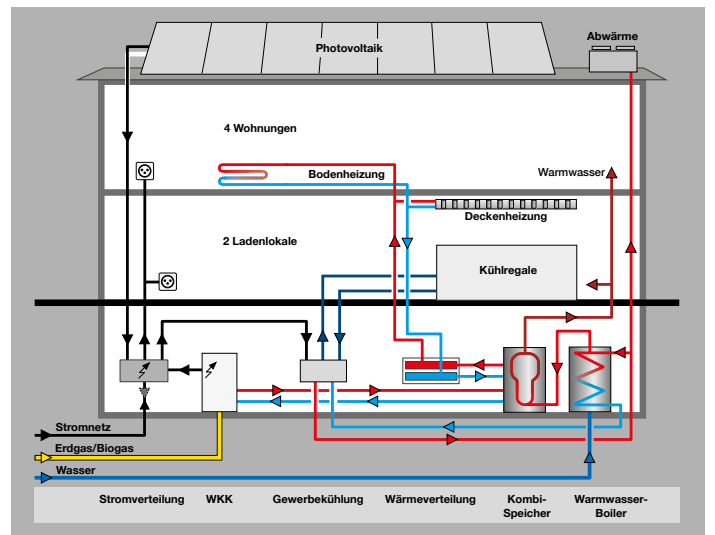 Photovoltaik
Abwärme
4 Wohnungen
Bodenheizung
Warmwasser
Deckenheizung
2 Ladenlokale
Kühlregale
Stromnetz
Erdgas/Biogas
Wasser
Stromverteilung
WKK
Gewerbekühlung
Wärmeverteilung
Kombi-
Speicher
Warmwasser-
Boiler